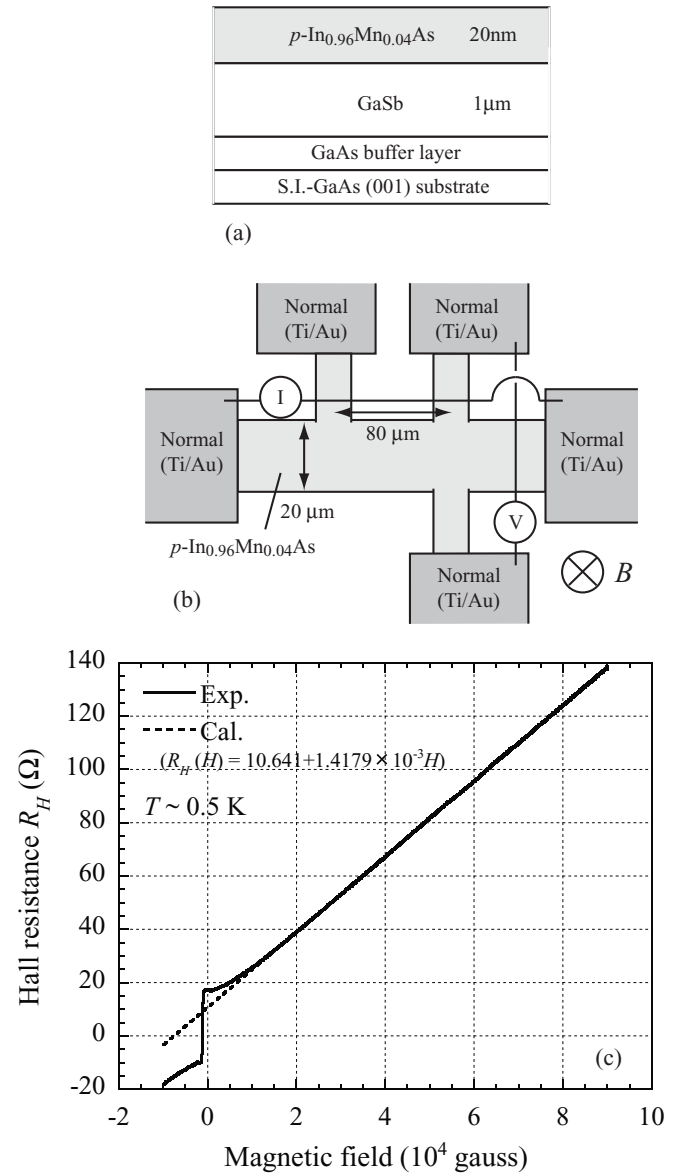 p-In0.96Mn0.04As 20nm
GaSb 1μm
GaAs buffer layer
S.I.-GaAs (001) substrate
(a)
Normal
(Ti/Au)
Normal
(Ti/Au)
I
Normal
(Ti/Au)
80 μm
Normal
(Ti/Au)
20 μm
V
p-In0.96Mn0.04As
Normal
(Ti/Au)
B
(b)
140
120
100
80
60
40
20
0
-20
Hall resistance RH (Ω)
Exp.
Cal.
(RH (H) = 10.641+1.4179×10-3H)
T ~ 0.5 K
(c)
-2 0 2 4 6 8 10
Magnetic field (10⁴ gauss)